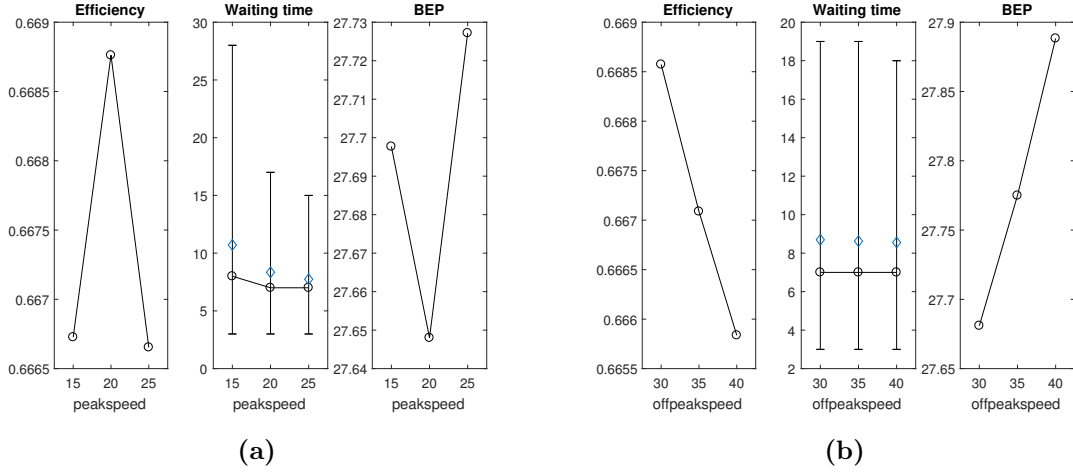 Efficiency
0.669
0.6685
0.668
0.6675
0.667
0.6665
15 20 25
peakspeed
Waiting time
30
25
20
15
10
5
0
15 20 25
peakspeed
BEP
27.73
27.72
27.71
27.7
27.69
27.68
27.67
27.66
27.65
27.64
15 20 25
peakspeed
(a)
Efficiency
0.669
0.6685
0.668
0.6675
0.667
0.6665
0.666
0.6655
30 35 40
offpeakspeed
Waiting time
20
18
16
14
12
10
8
6
4
2
30 35 40
offpeakspeed
BEP
27.9
27.85
27.8
27.75
27.7
27.65
30 35 40
offpeakspeed
(b)